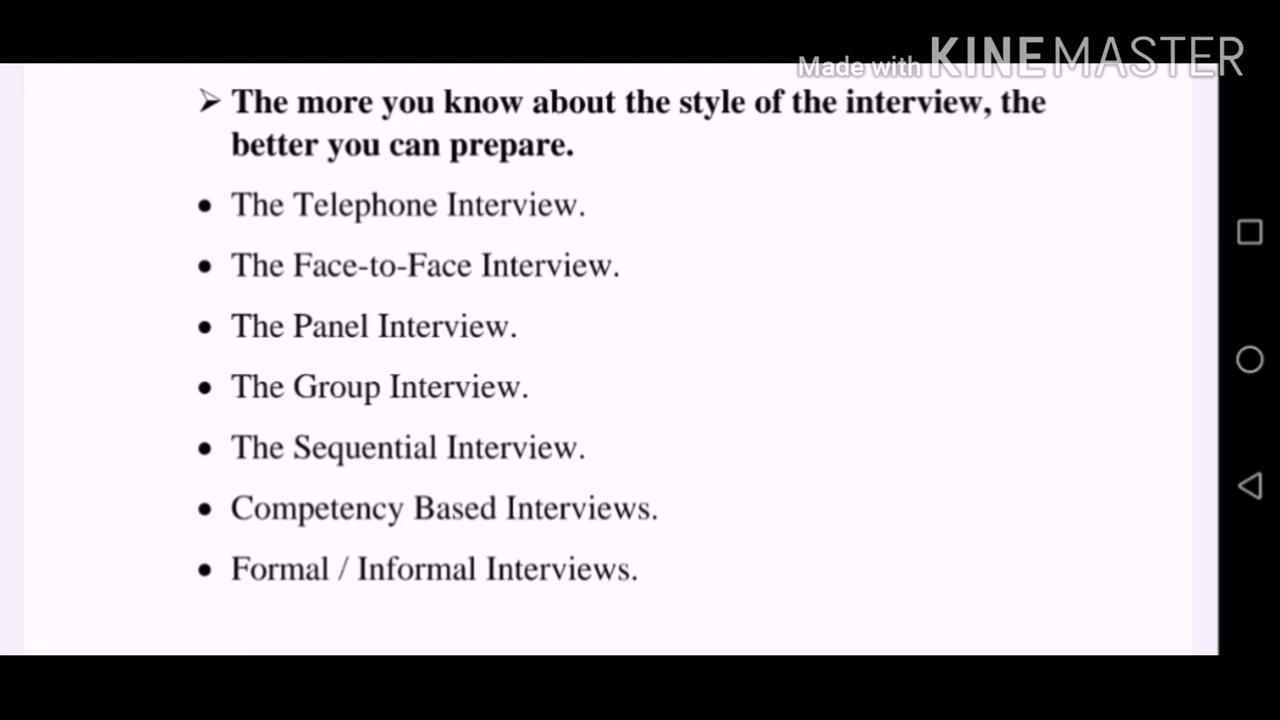 Made with KINEMASTER
➢ The more you know about the style of the interview, the
better you can prepare.
• The Telephone Interview.
• The Face-to-Face Interview.
• The Panel Interview.
• The Group Interview.
• The Sequential Interview.
• Competency Based Interviews.
• Formal / Informal Interviews.